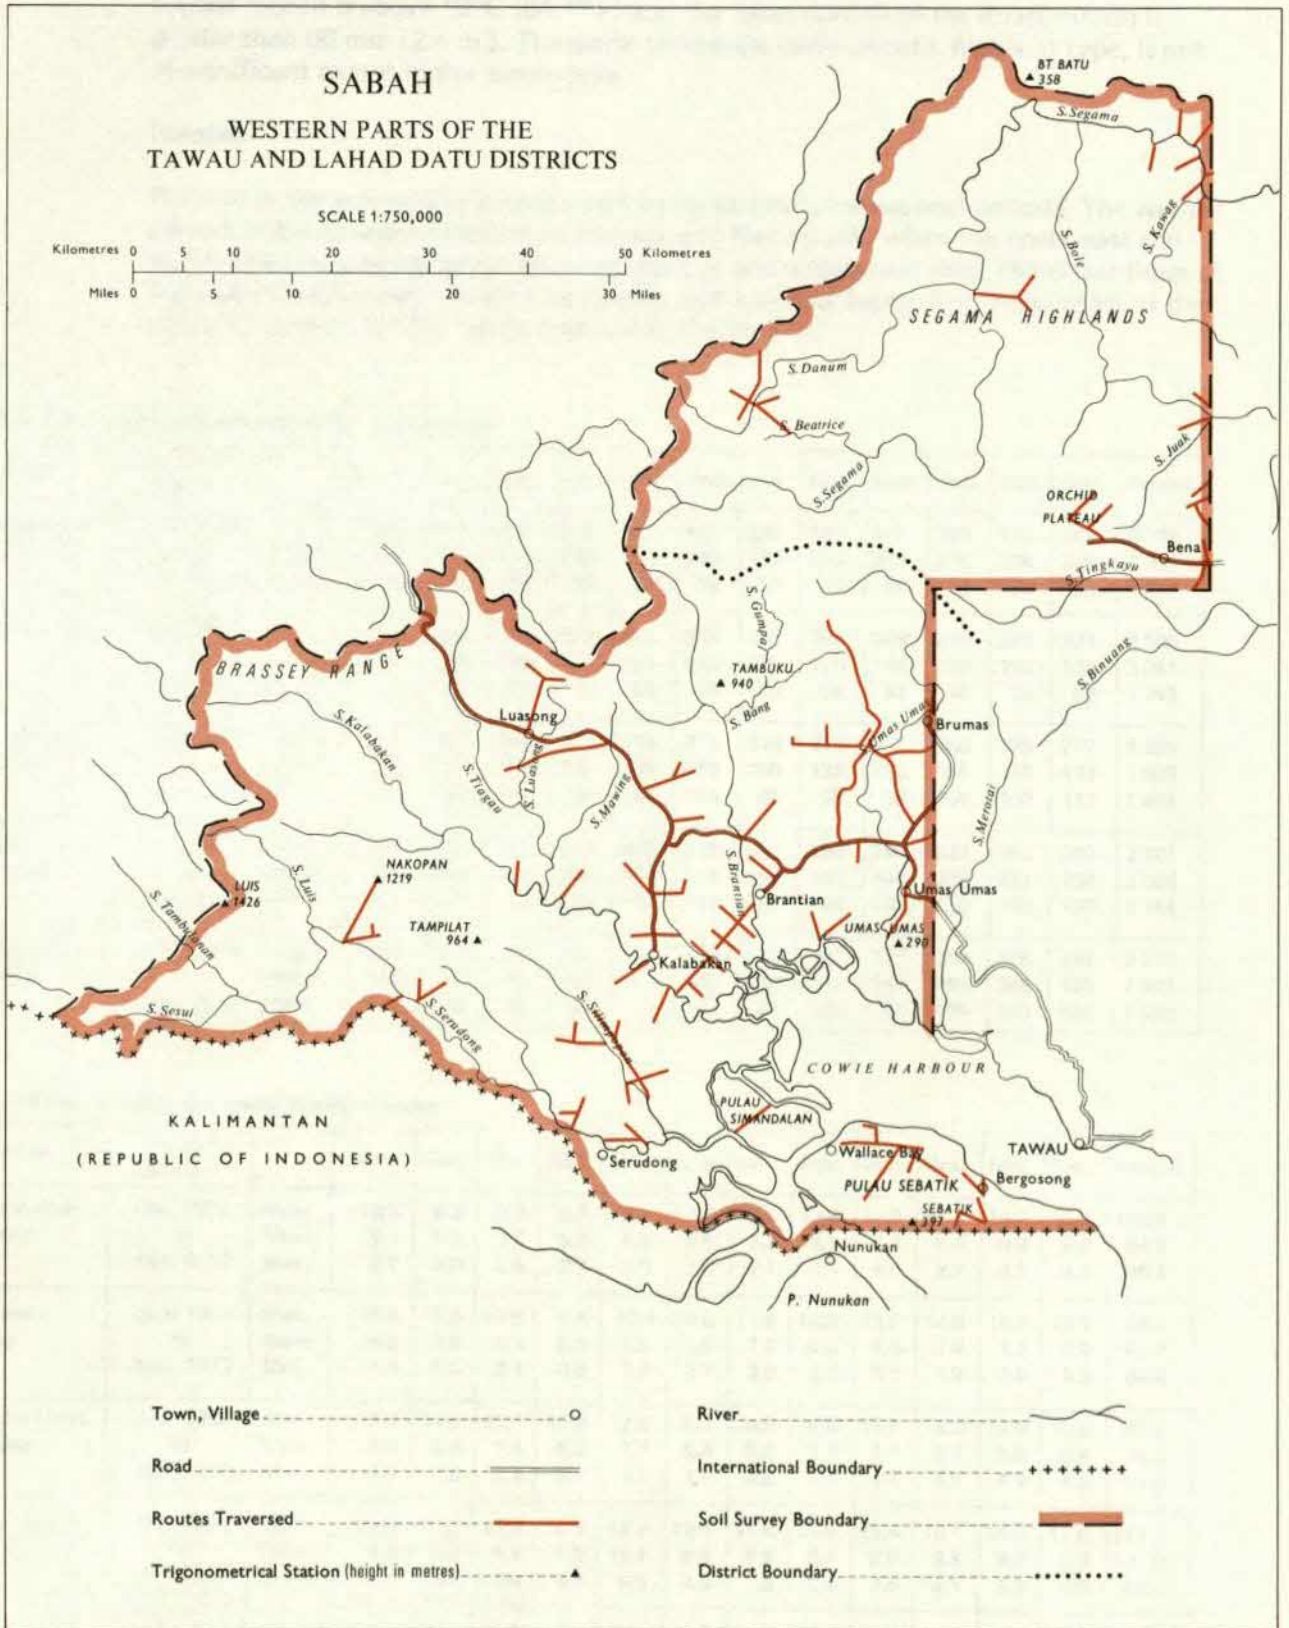 SABAH
WESTERN PARTS OF THE
TAWAU AND LAHAD DATU DISTRICTS
SCALE 1:750,000
Kilometres 0 5 10 20 30 40 50 Kilometres
Miles 0 5 10 20 30 Miles
BT BATU
358
S. Segama
S. Bole
S. Kawag
SEGAMA HIGHLANDS
S. Danum
S. Beatrice
S. Segama
S. Juak
ORCHID
PLATEAU
Bena
S. Tingkayu
S. Gumpa
S. Binuang
BRASSEY RANGE
TAMBUKU
940
S. Bang
Umas Umas
Brumas
Luasong
S. Kalabakan
S. Tiagau
S. Luasong
S. Mawing
S. Merotai
NAKOPAN
1219
LUIS
1426
S. Luis
S. Tambulanan
S. Brantian
Brantian
Umas Umas
TAMPILAT
964
UMAS UMAS
290
Kalabakan
S. Sesui
S. Serudong
S. Silimpopon
COWIE HARBOUR
PULAU
SIMANDALAN
KALIMANTAN
(REPUBLIC OF INDONESIA)
Serudong
Wallace Bay
TAWAU
PULAU SEBATIK
Bergosong
SEBATIK
397
Nunukan
P. Nunukan
Town, Village
River
Road
International Boundary
Routes Traversed
Soil Survey Boundary
Trigonometrical Station (height in metres)
District Boundary